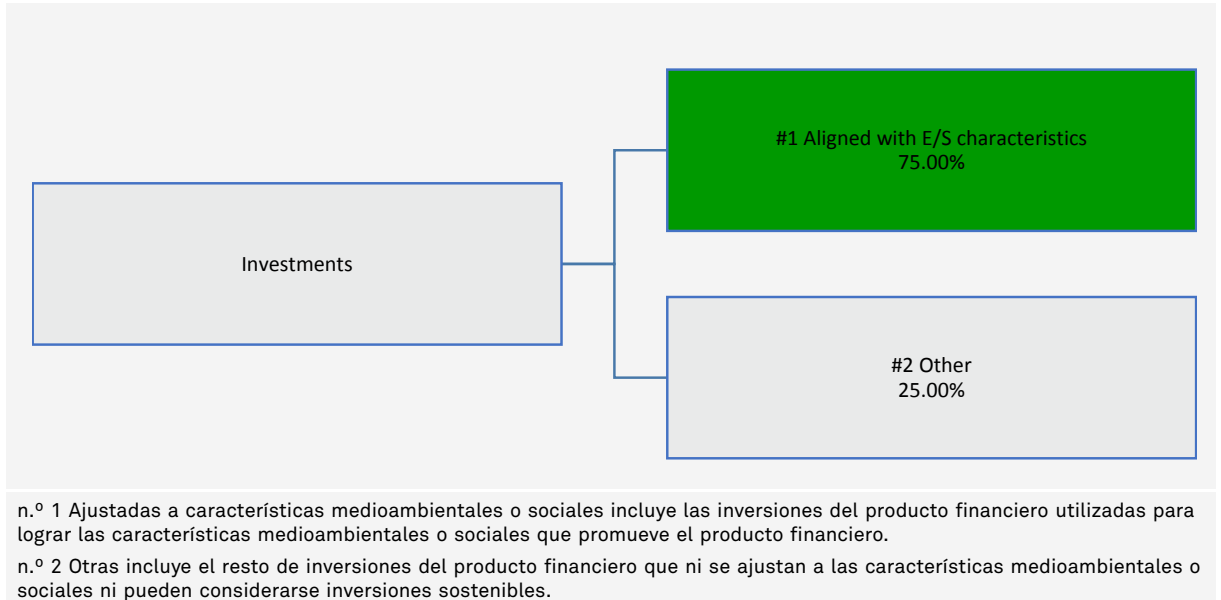 #1 Aligned with E/S characteristics
75.00%
Investments
#2 Other
25.00%
n.º 1 Ajustadas a características medioambientales o sociales incluye las inversiones del producto financiero utilizadas para
lograr las características medioambientales o sociales que promueve el producto financiero.
n.º 2 Otras incluye el resto de inversiones del producto financiero que ni se ajustan a las características medioambientales o
sociales ni pueden considerarse inversiones sostenibles.